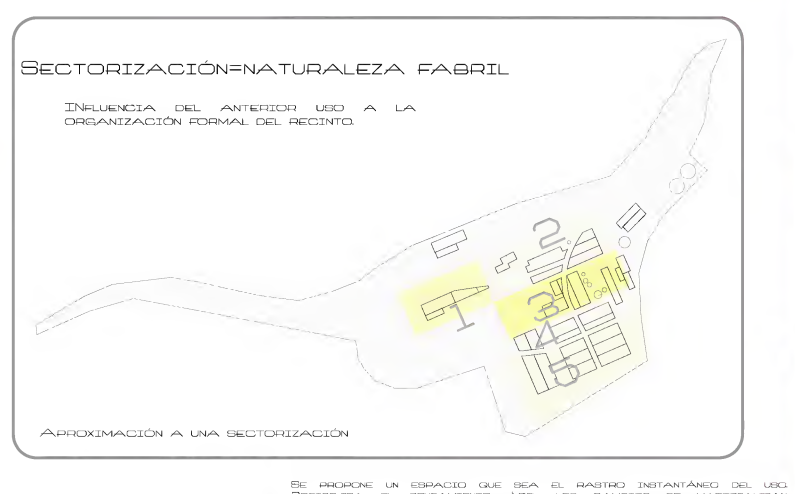 SECTORIZACIÓN=NATURALEZA FABRIL
INFLUENCIA DEL ANTERIOR USO A LA
ORGANIZACIÓN FORMAL DEL RECINTO.
2
1
3
4
5
APROXIMACIÓN A UNA SECTORIZACIÓN
SE PROPONE UN ESPACIO QUE SEA EL RASTRO INSTANTÁNEO DEL USO.